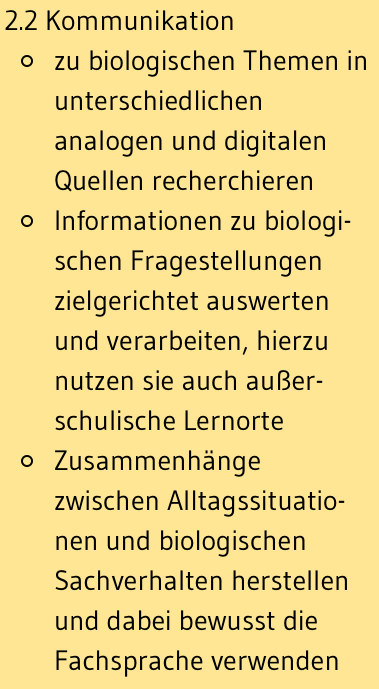 2.2 Kommunikation
zu biologischen Themen in
unterschiedlichen
analogen und digitalen
Quellen recherchieren
Informationen zu biologi-
schen Fragestellungen
zielgerichtet auswerten
und verarbeiten, hierzu
nutzen sie auch außer-
schulische Lernorte
Zusammenhänge
zwischen Alltagssituatio-
nen und biologischen
Sachverhalten herstellen
und dabei bewusst die
Fachsprache verwenden